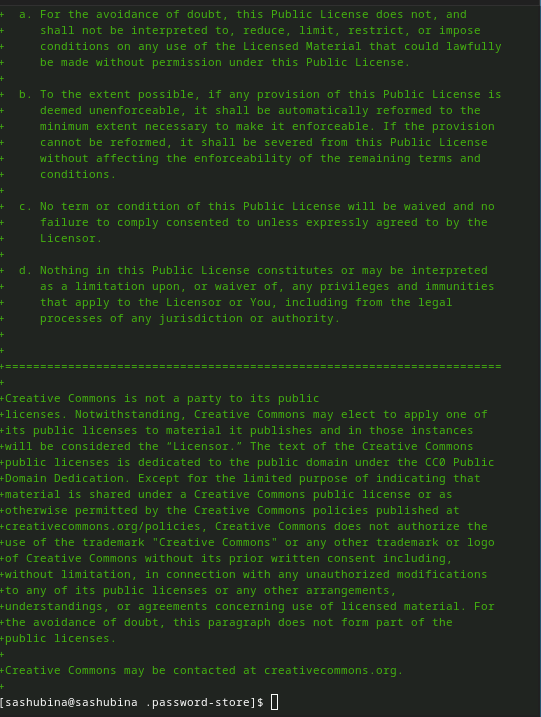 +  a. For the avoidance of doubt, this Public License does not, and
+     shall not be interpreted to, reduce, limit, restrict, or impose
+     conditions on any use of the Licensed Material that could lawfully
+     be made without permission under this Public License.
+
+  b. To the extent possible, if any provision of this Public License is
+     deemed unenforceable, it shall be automatically reformed to the
+     minimum extent necessary to make it enforceable. If the provision
+     cannot be reformed, it shall be severed from this Public License
+     without affecting the enforceability of the remaining terms and
+     conditions.
+
+  c. No term or condition of this Public License will be waived and no
+     failure to comply consented to unless expressly agreed to by the
+     Licensor.
+
+  d. Nothing in this Public License constitutes or may be interpreted
+     as a limitation upon, or waiver of, any privileges and immunities
+     that apply to the Licensor or You, including from the legal
+     processes of any jurisdiction or authority.
+
+
+=======================================================================
+
+Creative Commons is not a party to its public
+licenses. Notwithstanding, Creative Commons may elect to apply one of
+its public licenses to material it publishes and in those instances
+will be considered the “Licensor.” The text of the Creative Commons
+public licenses is dedicated to the public domain under the CC0 Public
+Domain Dedication. Except for the limited purpose of indicating that
+material is shared under a Creative Commons public license or as
+otherwise permitted by the Creative Commons policies published at
+creativecommons.org/policies, Creative Commons does not authorize the
+use of the trademark "Creative Commons" or any other trademark or logo
+of Creative Commons without its prior written consent including,
+without limitation, in connection with any unauthorized modifications
+to any of its public licenses or any other arrangements,
+understandings, or agreements concerning use of licensed material. For
+the avoidance of doubt, this paragraph does not form part of the
+public licenses.
+
+Creative Commons may be contacted at creativecommons.org.
+
[sashubina@sashubina .password-store]$